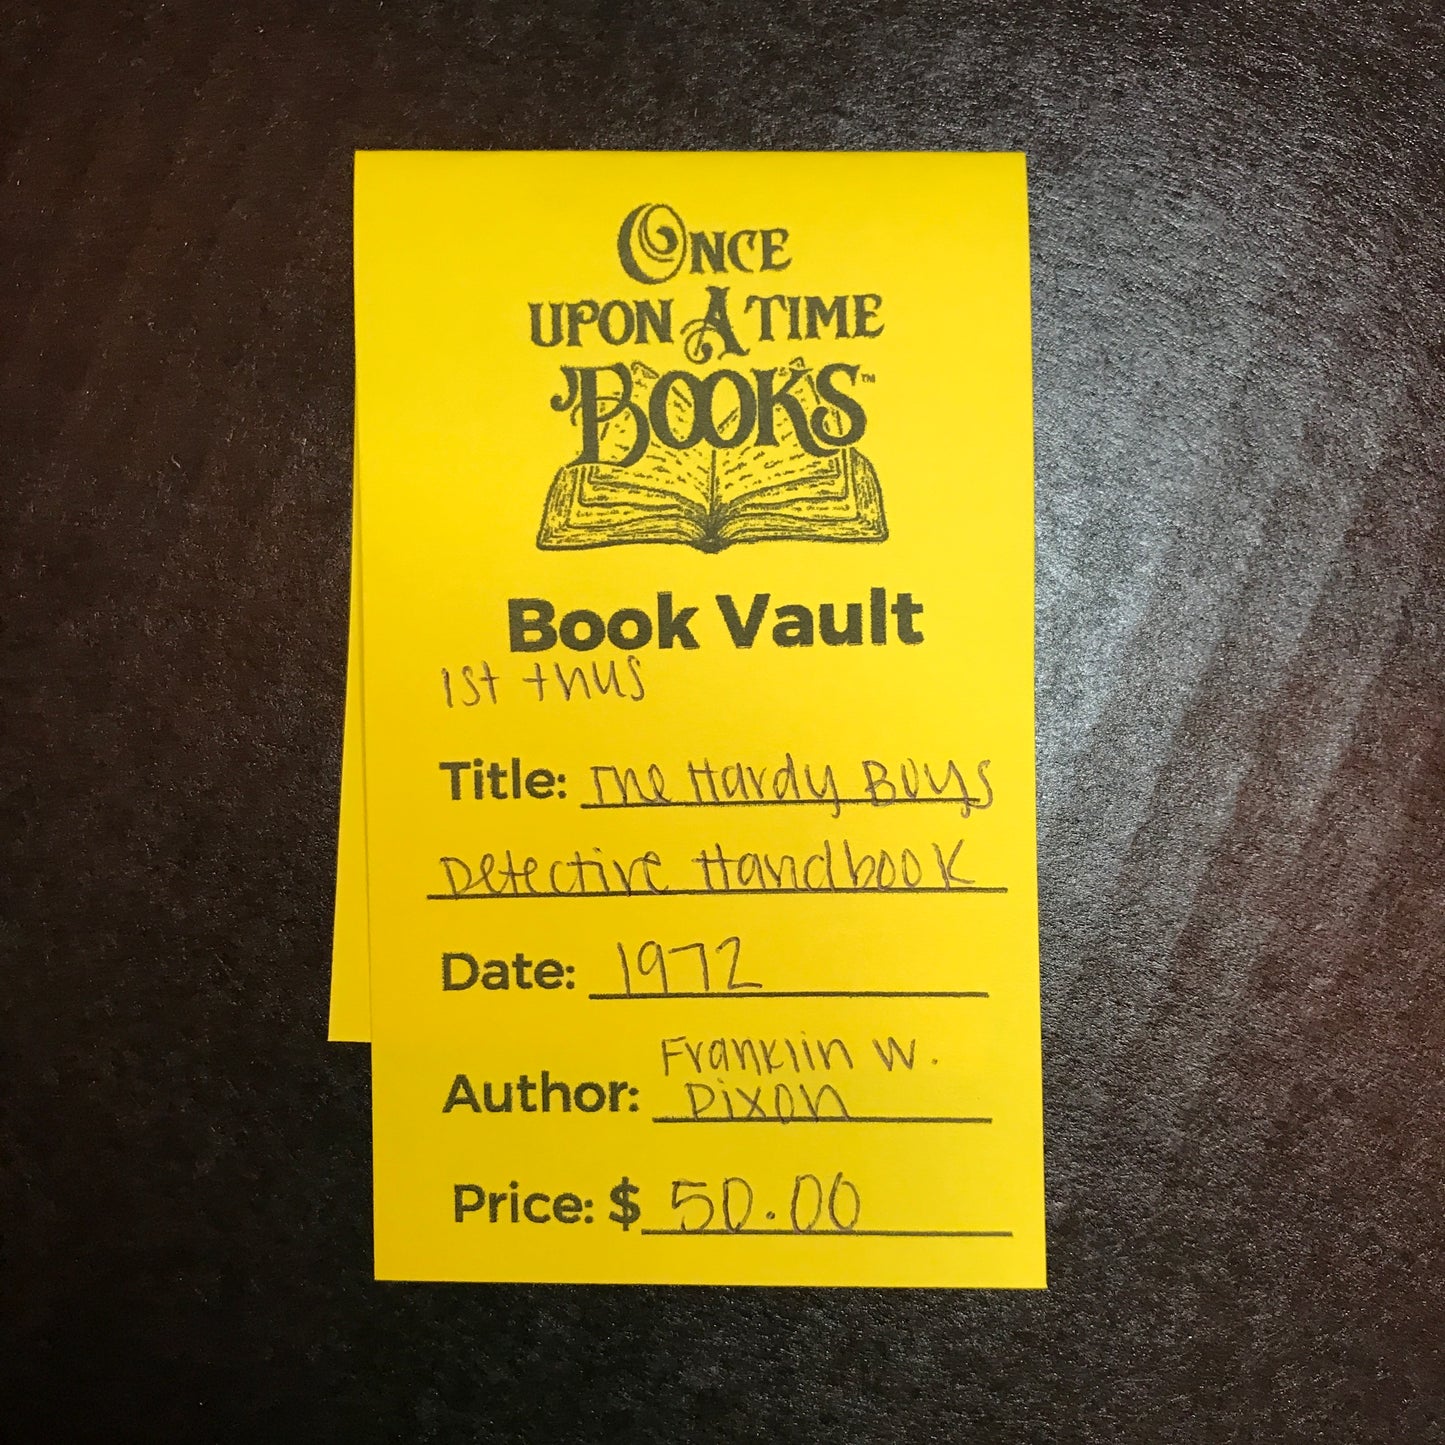 ONCE
UPON A TIME
BOOKS™
Book Vault
1st thus
Title: The Hardy Boys
Detective Handbook
Date: 1972
Franklin W.
Author: Dixon
Price: $ 50.00